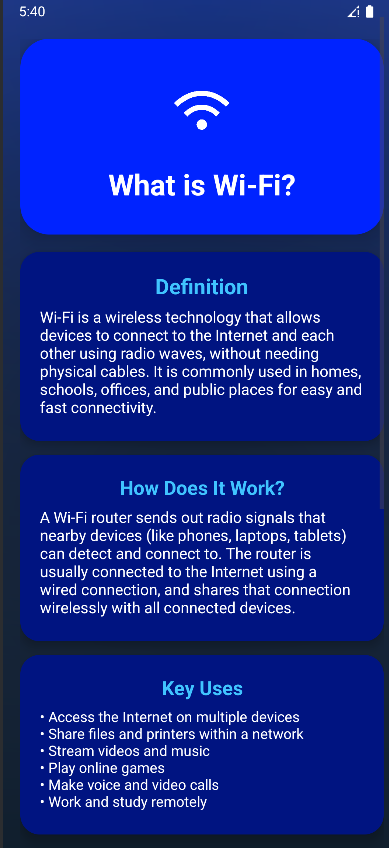 5:40
What is Wi-Fi?
Definition
Wi-Fi is a wireless technology that allows
devices to connect to the Internet and each
other using radio waves, without needing
physical cables. It is commonly used in homes,
schools, offices, and public places for easy and
fast connectivity.
How Does It Work?
A Wi-Fi router sends out radio signals that
nearby devices (like phones, laptops, tablets)
can detect and connect to. The router is
usually connected to the Internet using a
wired connection, and shares that connection
wirelessly with all connected devices.
Key Uses
• Access the Internet on multiple devices
• Share files and printers within a network
• Stream videos and music
• Play online games
• Make voice and video calls
• Work and study remotely